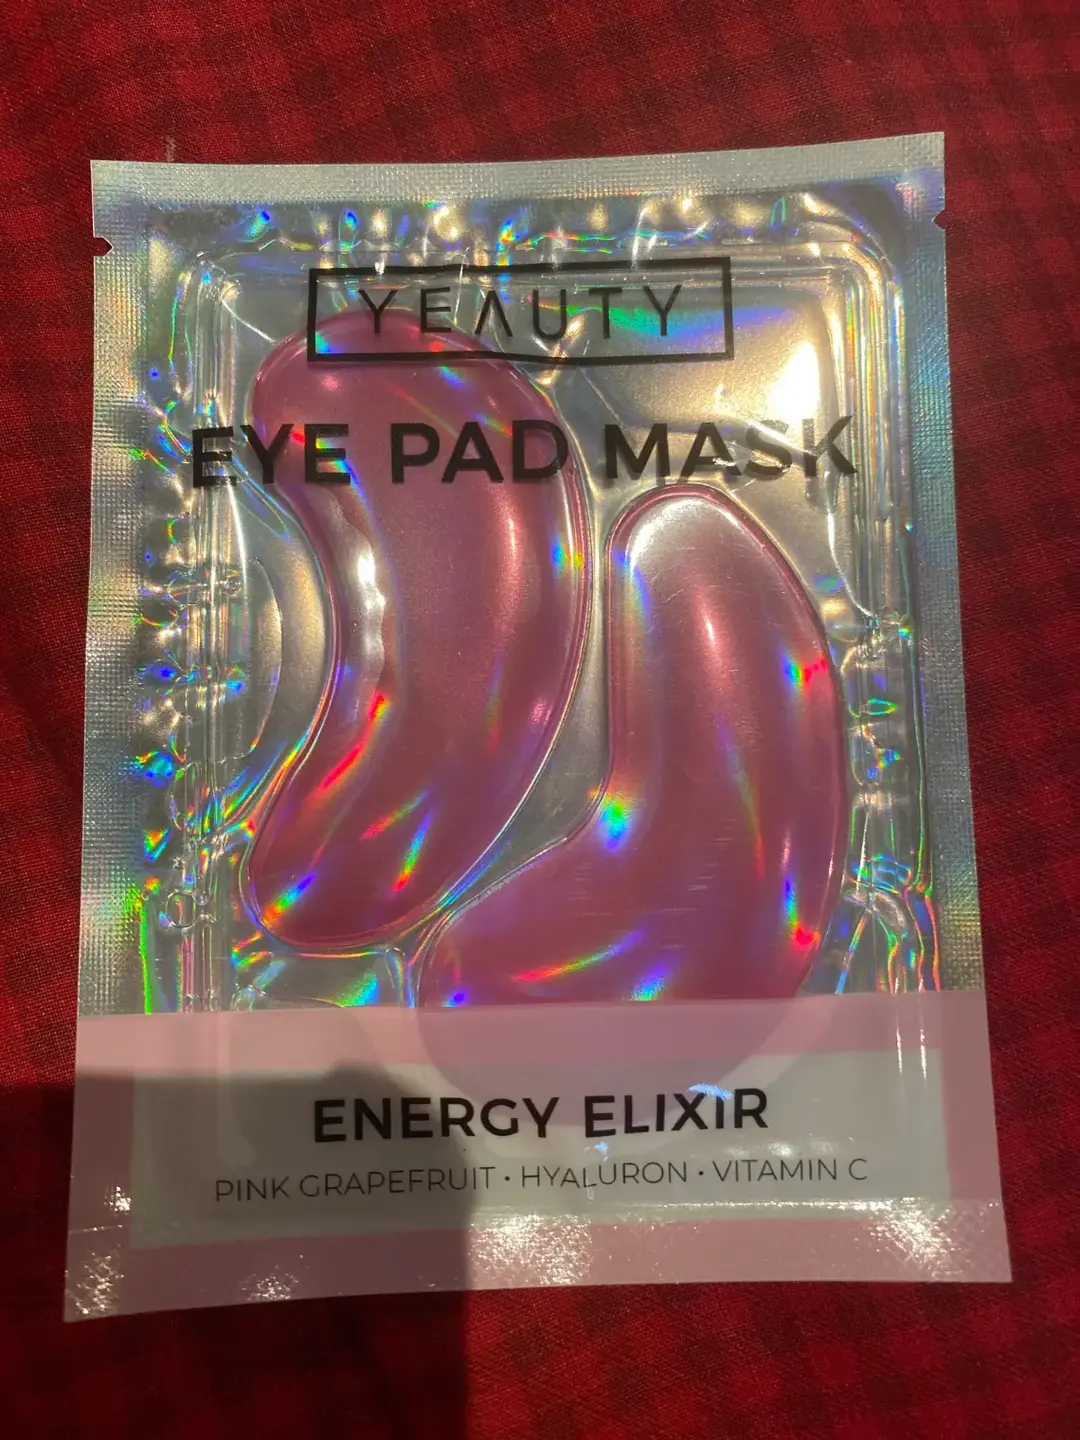 YEAUTY
EYE PAD MASK
ENERGY ELIXIR
PINK GRAPEFRUIT • HYALURON • VITAMIN C